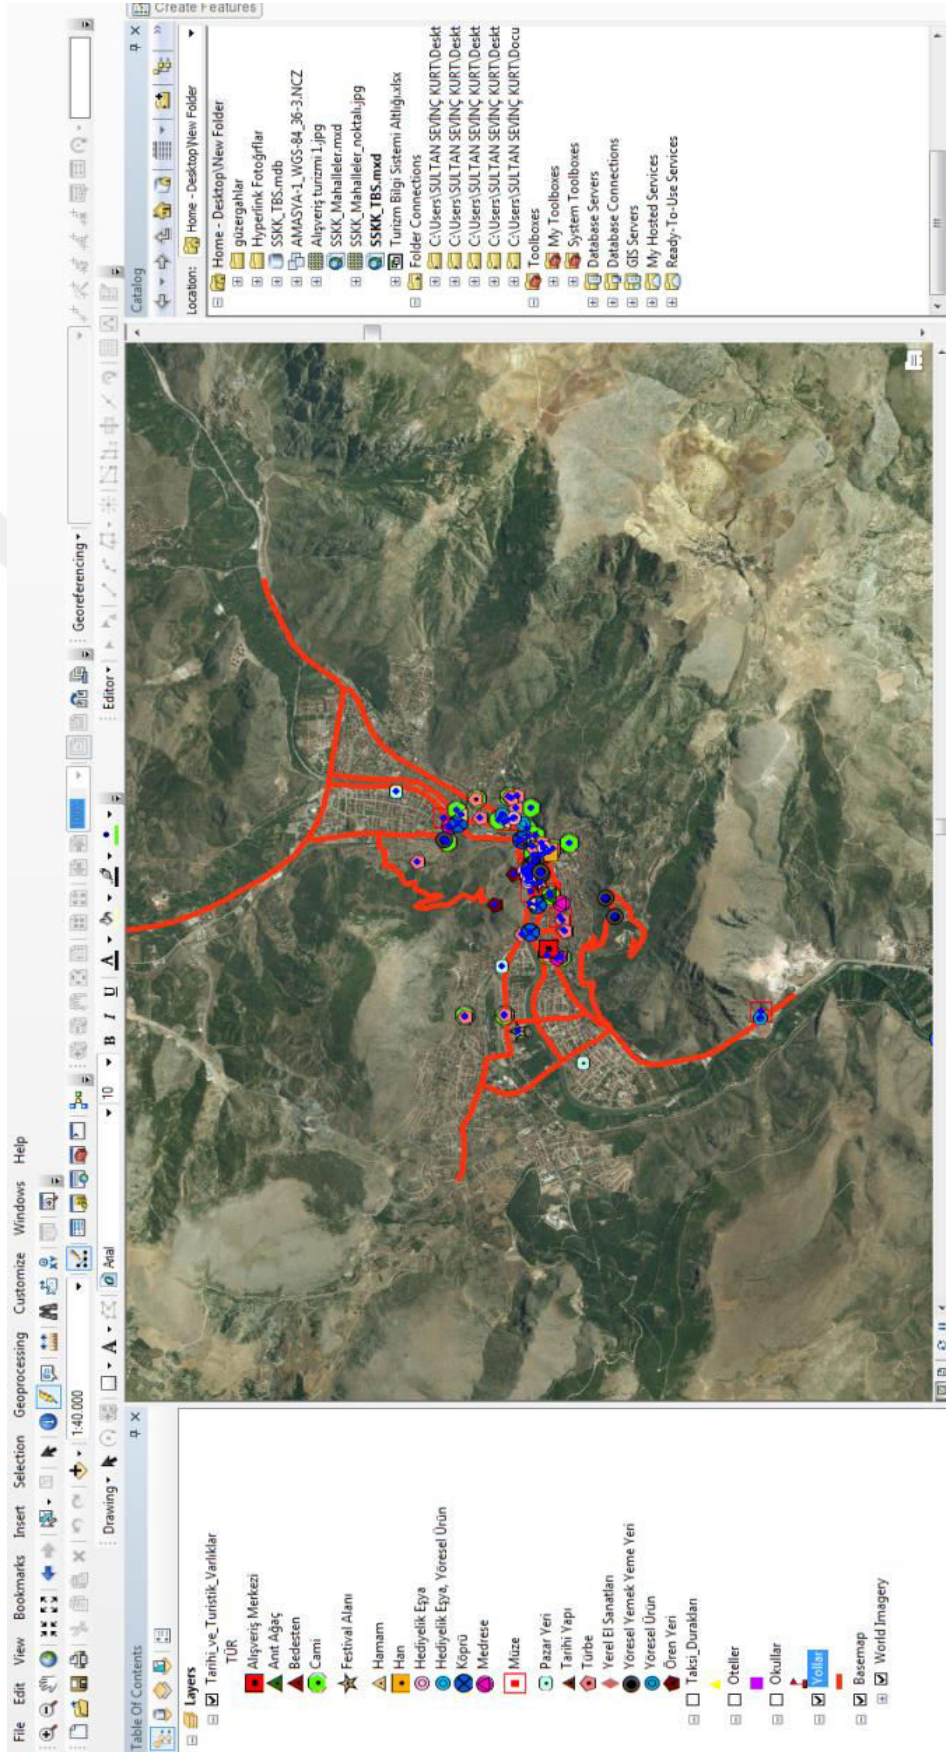 File Edit View Bookmarks Insert Selection Geoprocessing Customize Windows Help
1:40.000
Georeferencing
Drawing
Arial
10
B I U A
Editor
Create Features
Table Of Contents
Layers
Tarihi_ve_Turistik_Varlıklar
TÜR
Alışveriş Merkezi
Anıt Ağaç
Bedesten
Cami
Festival Alanı
Hamam
Han
Hediyelik Eşya
Hediyelik Eşya, Yöresel Ürün
Köprü
Medrese
Müze
Pazar Yeri
Tarihi Yapı
Türbe
Yerel El Sanatları
Yöresel Yemek Yeme Yeri
Yöresel Ürün
Ören Yeri
Taksi_Durakları
Oteller
Okullar
Yollar
Basemap
World Imagery
Catalog
Location: Home - Desktop\New Folder
Home - Desktop\New Folder
güzergahlar
Hyperlink Fotoğrflar
SSKK_TBS.mdb
AMASYA-1_WGS-84_36-3.NCZ
Alışveriş turizmi 1.jpg
SSKK_Mahalleler.mxd
SSKK_Mahalleler_noktalı.jpg
SSKK_TBS.mxd
Turizm Bilgi Sistemi Altlığı.xlsx
Folder Connections
C:\Users\SULTAN SEVİNÇ KURT\Deskt
C:\Users\SULTAN SEVİNÇ KURT\Deskt
C:\Users\SULTAN SEVİNÇ KURT\Deskt
C:\Users\SULTAN SEVİNÇ KURT\Deskt
C:\Users\SULTAN SEVİNÇ KURT\Docu
Toolboxes
My Toolboxes
System Toolboxes
Database Servers
Database Connections
GIS Servers
My Hosted Services
Ready-To-Use Services